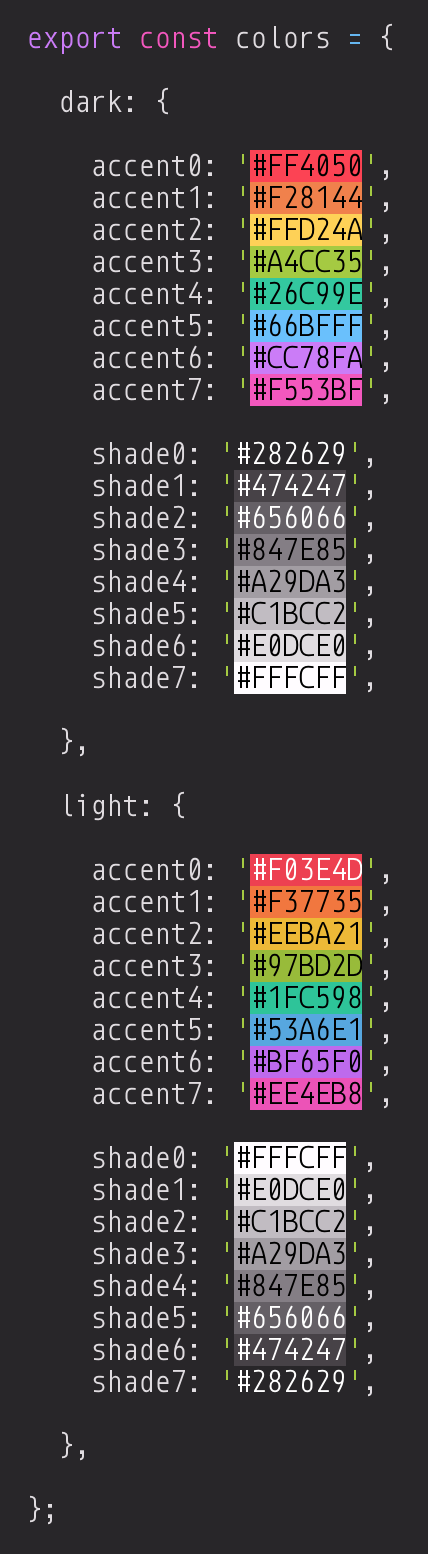 export const colors = {
dark: {
accent0: '#FF4050',
accent1: '#F28144',
accent2: '#FFD24A',
accent3: '#A4CC35',
accent4: '#26C99E',
accent5: '#66BFFF',
accent6: '#CC78FA',
accent7: '#F553BF',
shade0: '#282629',
shade1: '#474247',
shade2: '#656066',
shade3: '#847E85',
shade4: '#A29DA3',
shade5: '#C1BCC2',
shade6: '#E0DCE0',
shade7: '#FFFCFF',
},
light: {
accent0: '#F03E4D',
accent1: '#F37735',
accent2: '#EEBA21',
accent3: '#97BD2D',
accent4: '#1FC598',
accent5: '#53A6E1',
accent6: '#BF65F0',
accent7: '#EE4EB8',
shade0: '#FFFCFF',
shade1: '#E0DCE0',
shade2: '#C1BCC2',
shade3: '#A29DA3',
shade4: '#847E85',
shade5: '#656066',
shade6: '#474247',
shade7: '#282629',
},
};